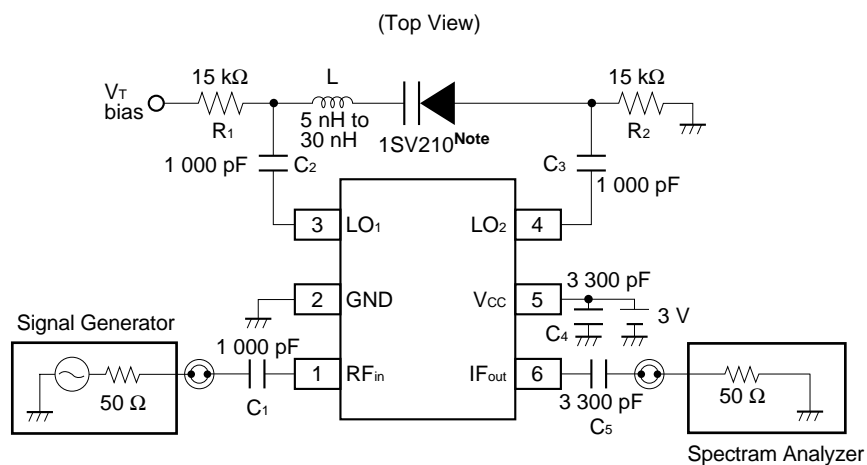 (Top View)
15 kΩ
L
15 kΩ
VT
bias
R1
5 nH to
30 nH
1SV210Note
R2
1 000 pF
C2
C3
1 000 pF
3
LO1
LO2
4
2
GND
VCC
5
3 300 pF
C4
3 V
Signal Generator
1 000 pF
1
RFin
IFout
6
50 Ω
C1
3 300 pF
C5
50 Ω
Spectram Analyzer